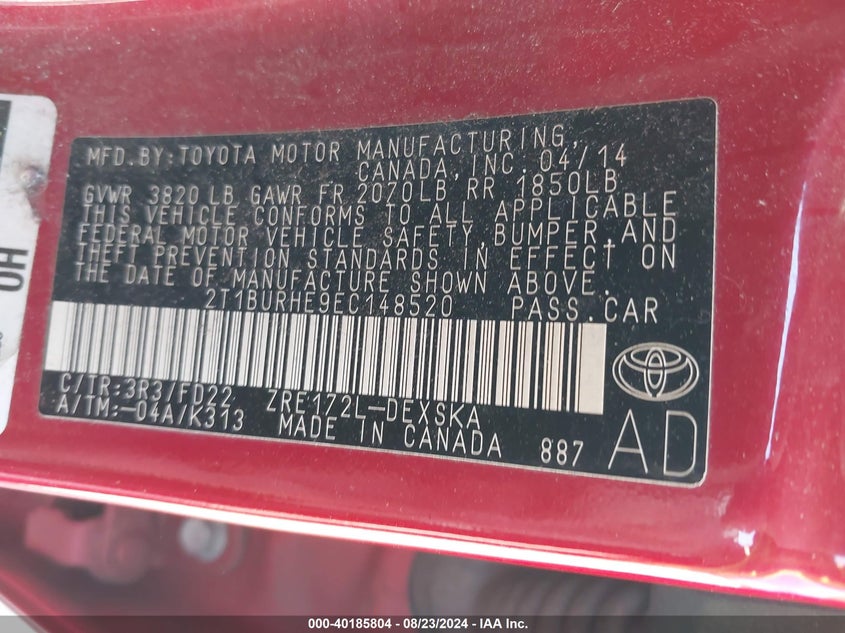 MFD.BY:TOYOTA MOTOR MANUFACTURING,
CANADA,INC. 04/14
GVWR 3820 LB GAWR FR 2070LB,RR 1850LB
THIS VEHICLE CONFORMS TO ALL APPLICABLE
FEDERAL MOTOR VEHICLE SAFETY,BUMPER,AND
THEFT PREVENTION STANDARDS IN EFFECT ON
THE DATE OF MANUFACTURE SHOWN ABOVE.
2T1BURHE9EC148520 PASS.CAR
C/TR:3R3/FD22 ZRE172L-DEXSKA
A/TM:-04A/K313 MADE IN CANADA 887
AD
HO
000-40185804 - 08/23/2024 - IAA Inc.